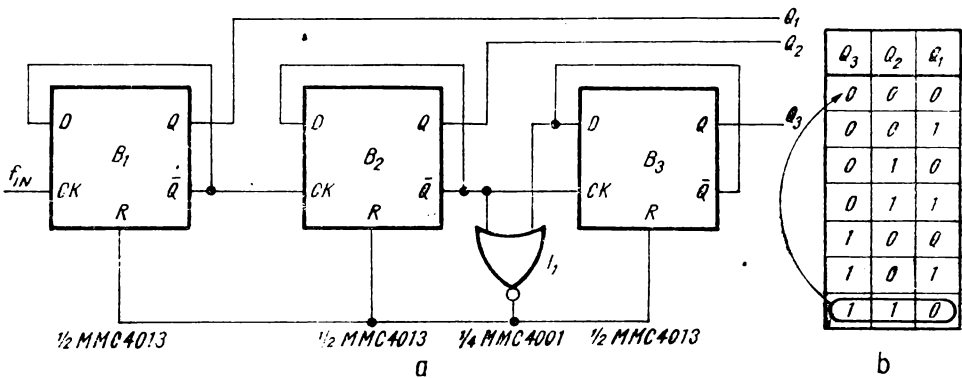 Q1
Q2
D Q D Q D Q Q3
B1 B2 B3
fIN CK Q̄ CK Q̄ CK Q̄
R R R
I1
½ MMC4013 ½ MMC4013 ¼ MMC4001 ½ MMC4013
a
Q3 Q2 Q1
0 0 0
0 0 1
0 1 0
0 1 1
1 0 0
1 0 1
1 1 0
b